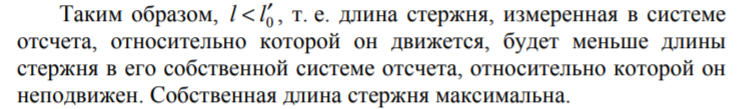 Таким образом, l < l′₀, т. е. длина стержня, измеренная в системе
отсчета, относительно которой он движется, будет меньше длины
стержня в его собственной системе отсчета, относительно которой он
неподвижен. Собственная длина стержня максимальна.